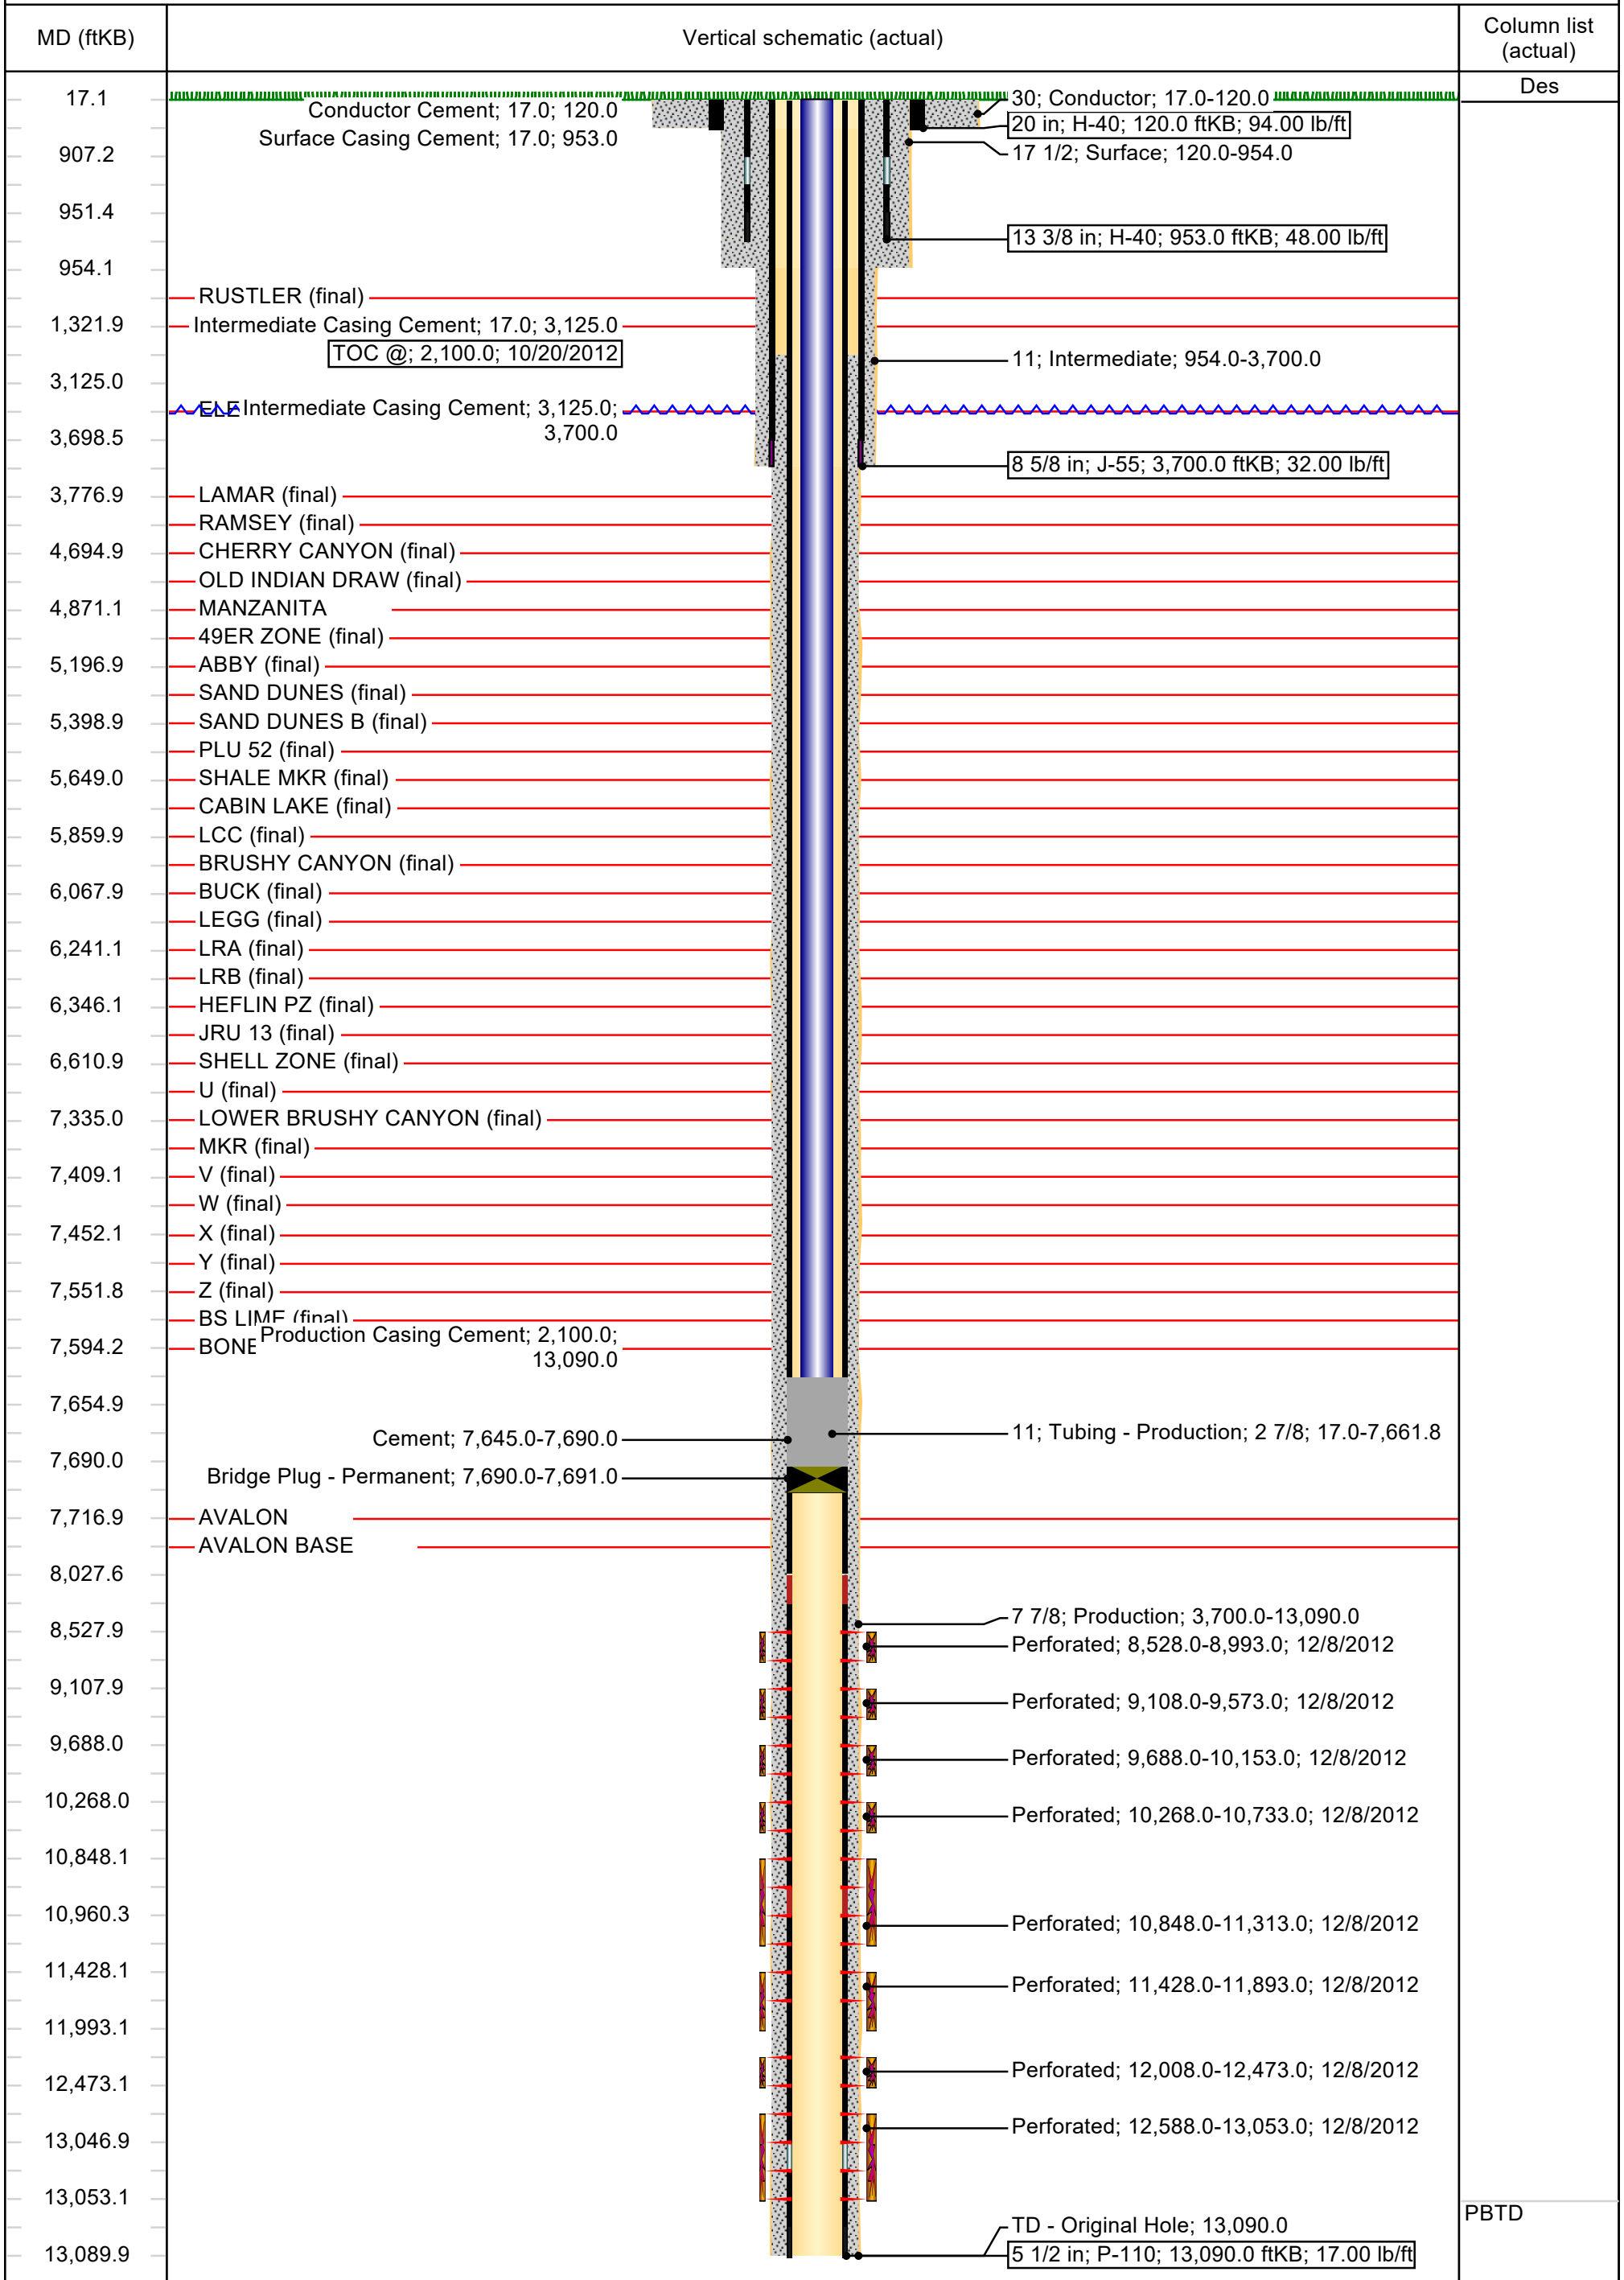 MD (ftKB)
Vertical schematic (actual)
Column list
(actual)
Des
17.1
Conductor Cement; 17.0; 120.0
30; Conductor; 17.0-120.0
20 in; H-40; 120.0 ftKB; 94.00 lb/ft
Surface Casing Cement; 17.0; 953.0
907.2
17 1/2; Surface; 120.0-954.0
951.4
13 3/8 in; H-40; 953.0 ftKB; 48.00 lb/ft
954.1
RUSTLER (final)
1,321.9
Intermediate Casing Cement; 17.0; 3,125.0
TOC @; 2,100.0; 10/20/2012
11; Intermediate; 954.0-3,700.0
3,125.0
Intermediate Casing Cement; 3,125.0;
3,700.0
3,698.5
8 5/8 in; J-55; 3,700.0 ftKB; 32.00 lb/ft
3,776.9
LAMAR (final)
RAMSEY (final)
4,694.9
CHERRY CANYON (final)
OLD INDIAN DRAW (final)
4,871.1
MANZANITA
49ER ZONE (final)
5,196.9
ABBY (final)
SAND DUNES (final)
5,398.9
SAND DUNES B (final)
PLU 52 (final)
5,649.0
SHALE MKR (final)
CABIN LAKE (final)
5,859.9
LCC (final)
BRUSHY CANYON (final)
6,067.9
BUCK (final)
LEGG (final)
6,241.1
LRA (final)
LRB (final)
6,346.1
HEFLIN PZ (final)
JRU 13 (final)
6,610.9
SHELL ZONE (final)
U (final)
7,335.0
LOWER BRUSHY CANYON (final)
MKR (final)
7,409.1
V (final)
W (final)
7,452.1
X (final)
Y (final)
7,551.8
Z (final)
BS LIME (final)
7,594.2
BONE
Production Casing Cement; 2,100.0;
13,090.0
7,654.9
Cement; 7,645.0-7,690.0
11; Tubing - Production; 2 7/8; 17.0-7,661.8
7,690.0
Bridge Plug - Permanent; 7,690.0-7,691.0
7,716.9
AVALON
AVALON BASE
8,027.6
7 7/8; Production; 3,700.0-13,090.0
8,527.9
Perforated; 8,528.0-8,993.0; 12/8/2012
9,107.9
Perforated; 9,108.0-9,573.0; 12/8/2012
9,688.0
Perforated; 9,688.0-10,153.0; 12/8/2012
10,268.0
Perforated; 10,268.0-10,733.0; 12/8/2012
10,848.1
10,960.3
Perforated; 10,848.0-11,313.0; 12/8/2012
11,428.1
Perforated; 11,428.0-11,893.0; 12/8/2012
11,993.1
Perforated; 12,008.0-12,473.0; 12/8/2012
12,473.1
Perforated; 12,588.0-13,053.0; 12/8/2012
13,046.9
13,053.1
PBTD
TD - Original Hole; 13,090.0
13,089.9
5 1/2 in; P-110; 13,090.0 ftKB; 17.00 lb/ft